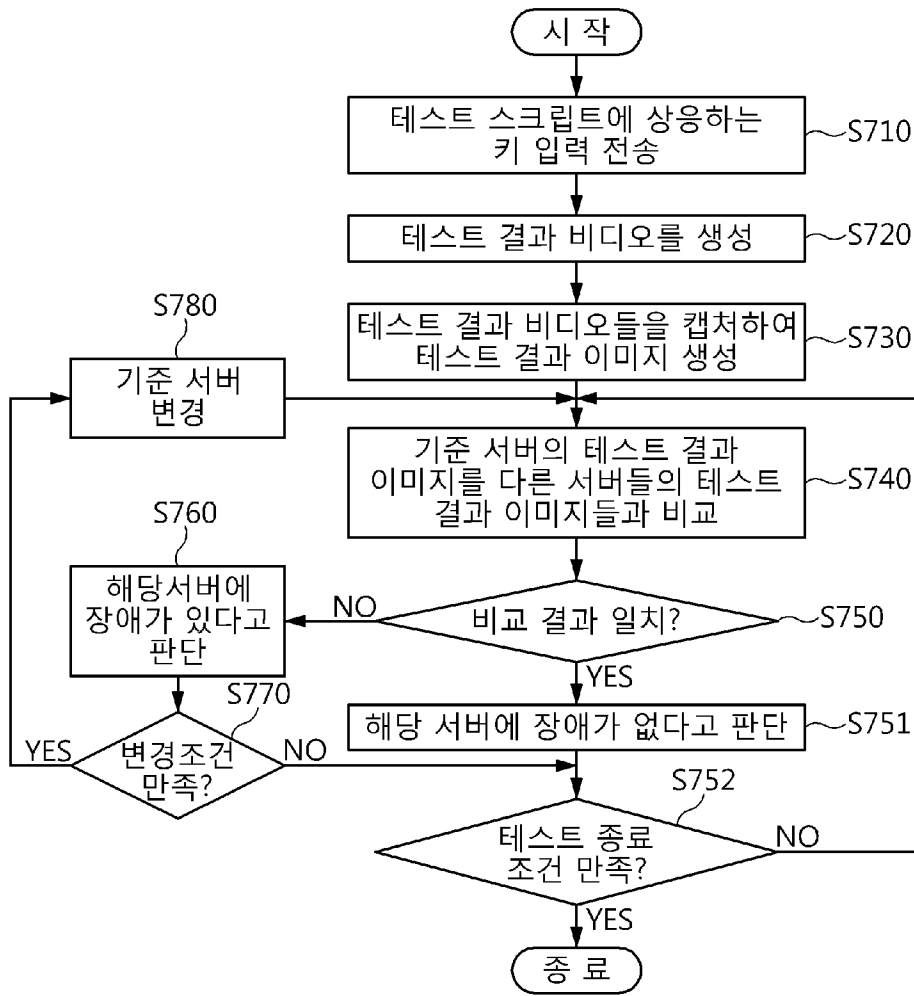 시 작
테스트 스크립트에 상응하는
키 입력 전송
S710
테스트 결과 비디오를 생성
S720
테스트 결과 비디오들을 캡처하여
테스트 결과 이미지 생성
S730
S780
기준 서버
변경
기준 서버의 테스트 결과
이미지를 다른 서버들의 테스트
결과 이미지들과 비교
S740
S760
해당서버에
장애가 있다고
판단
NO
비교 결과 일치?
S750
YES
S770
해당 서버에 장애가 없다고 판단
S751
YES
변경조건
만족?
NO
S752
테스트 종료
조건 만족?
NO
YES
종 료